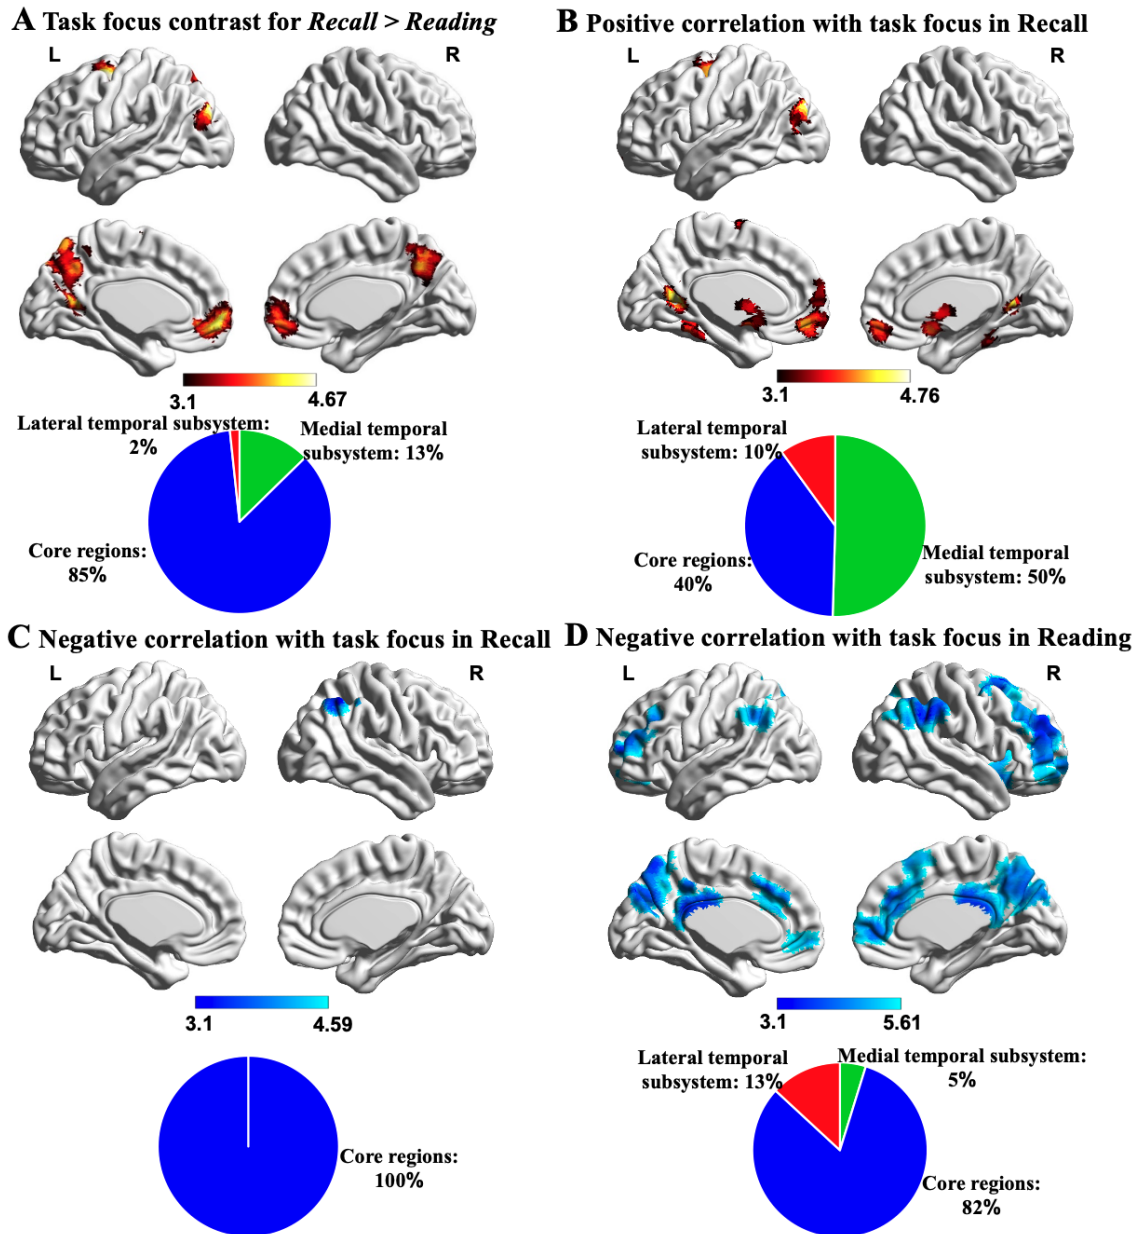 A Task focus contrast for Recall > Reading
L
R
3.1
4.67
Lateral temporal subsystem:
2%
Medial temporal
subsystem: 13%
Core regions:
85%
B Positive correlation with task focus in Recall
L
R
3.1
4.76
Lateral temporal
subsystem: 10%
Core regions:
40%
Medial temporal
subsystem: 50%
C Negative correlation with task focus in Recall
L
R
3.1
4.59
Core regions:
100%
D Negative correlation with task focus in Reading
L
R
3.1
5.61
Lateral temporal
subsystem: 13%
Medial temporal subsystem:
5%
Core regions:
82%